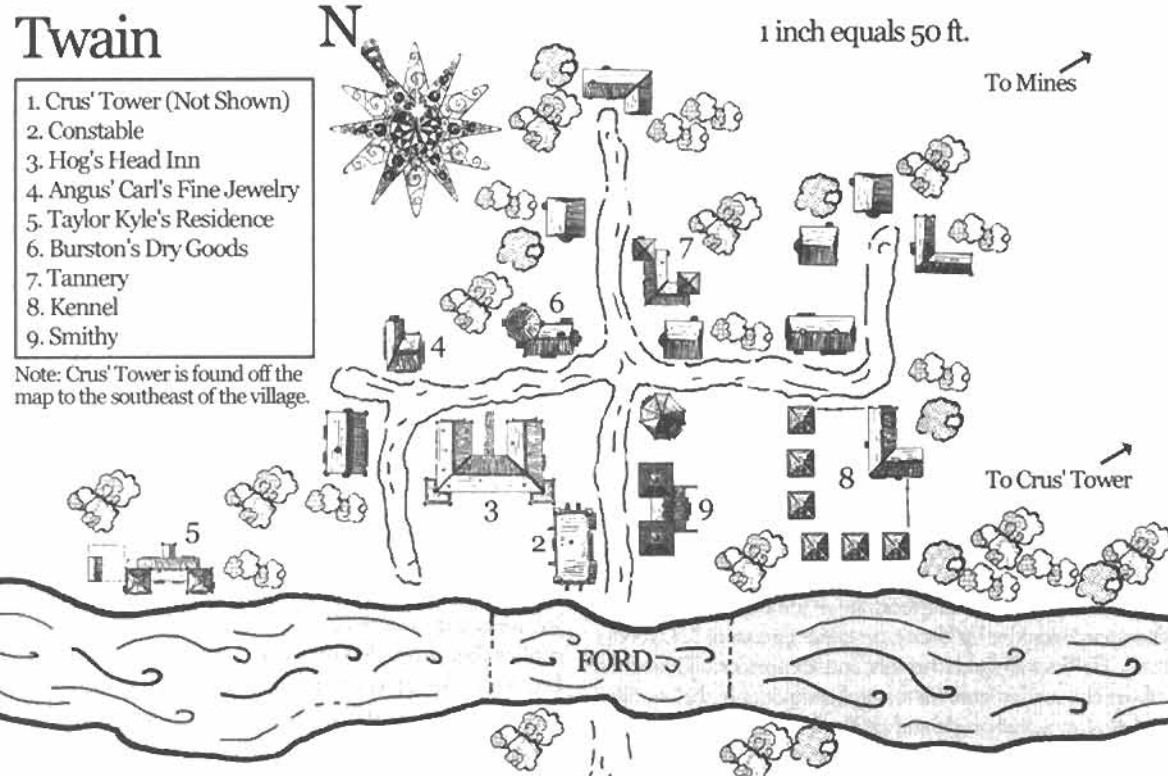 Twain
N
1 inch equals 50 ft.
To Mines
1. Crus' Tower (Not Shown)
2. Constable
3. Hog's Head Inn
4. Angus' Carl's Fine Jewelry
5. Taylor Kyle's Residence
6. Burston's Dry Goods
7. Tannery
8. Kennel
9. Smithy
Note: Crus' Tower is found off the
map to the southeast of the village.
7
6
4
8
To Crus' Tower
3
9
5
2
FORD